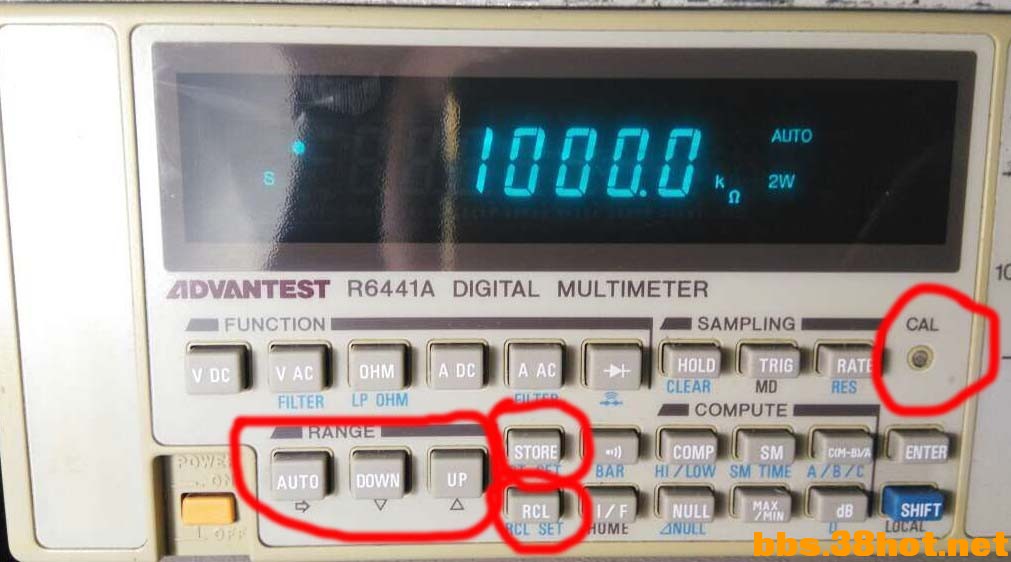 1000.0 kΩ AUTO
S 2W
ADVANTEST R6441A DIGITAL MULTIMETER
FUNCTION SAMPLING CAL
V DC V AC OHM A DC A AC HOLD TRIG RATE
FILTER LP OHM FILTER CLEAR MD RES
RANGE COMPUTE
AUTO DOWN UP STORE COMP SM ENTER
POWER SET BAR HI/LOW SM TIME A/B/C
ON
RCL I/F NULL MAX/MIN dB SHIFT
OFF RCL SET HOME ΔNULL LOCAL
10
bbs.38hot.net